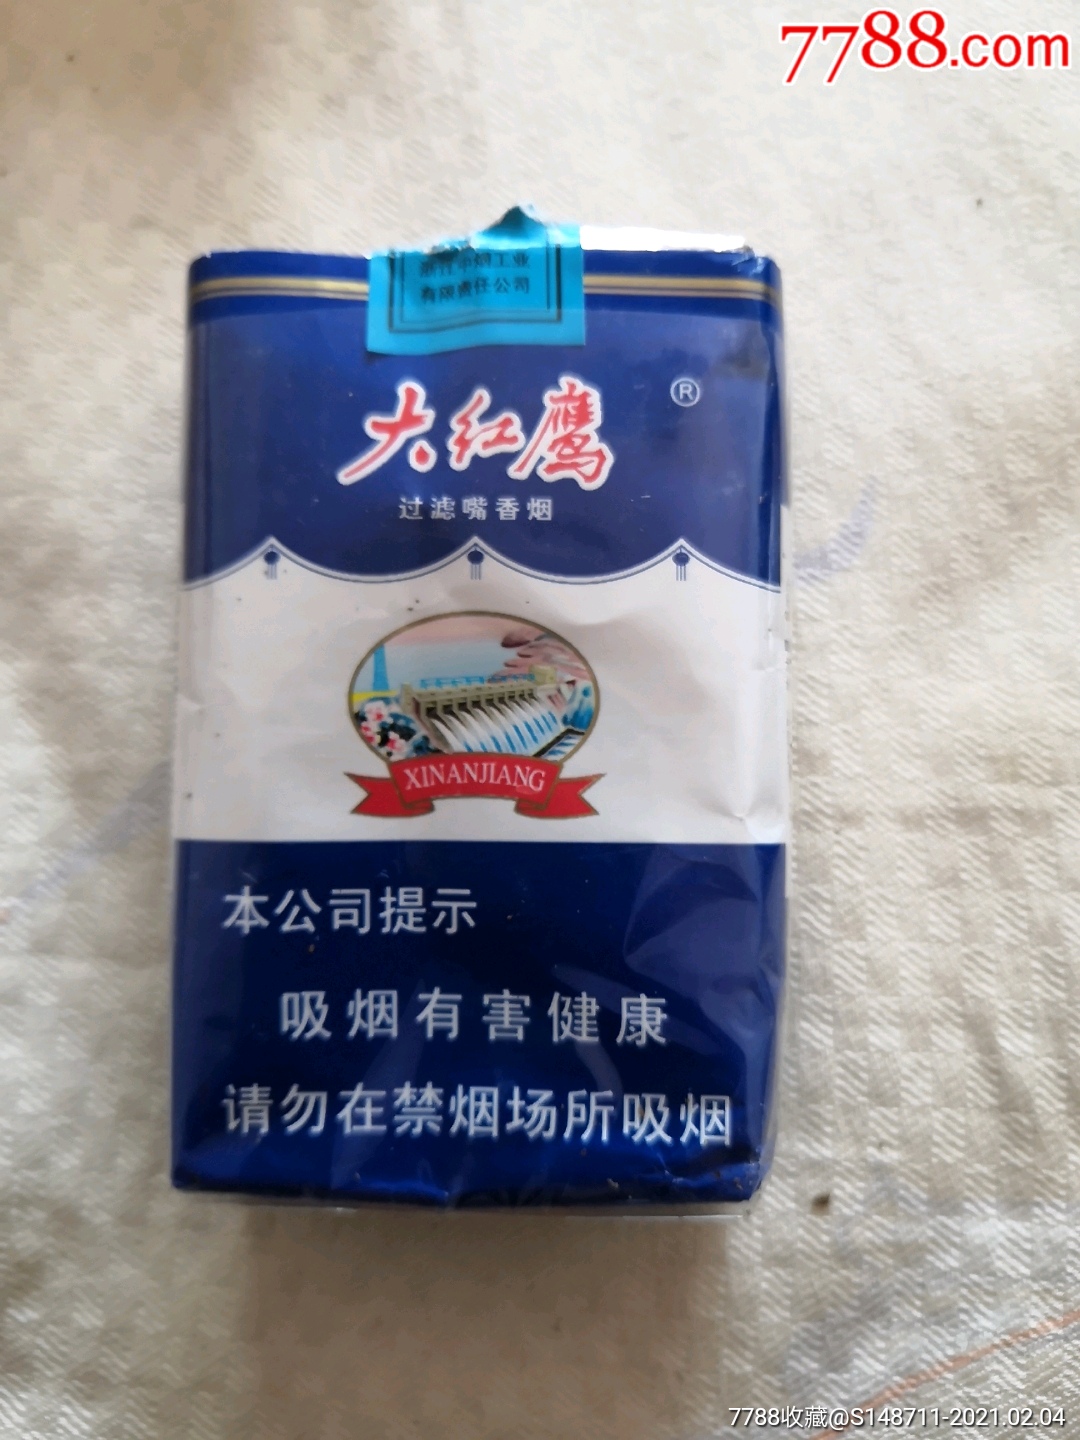 7788.com
浙江中烟工业
有限责任公司
大红鹰
®
过滤嘴香烟
XINANJIANG
本公司提示
吸烟有害健康
请勿在禁烟场所吸烟
7788收藏@S148711-2021.02.04